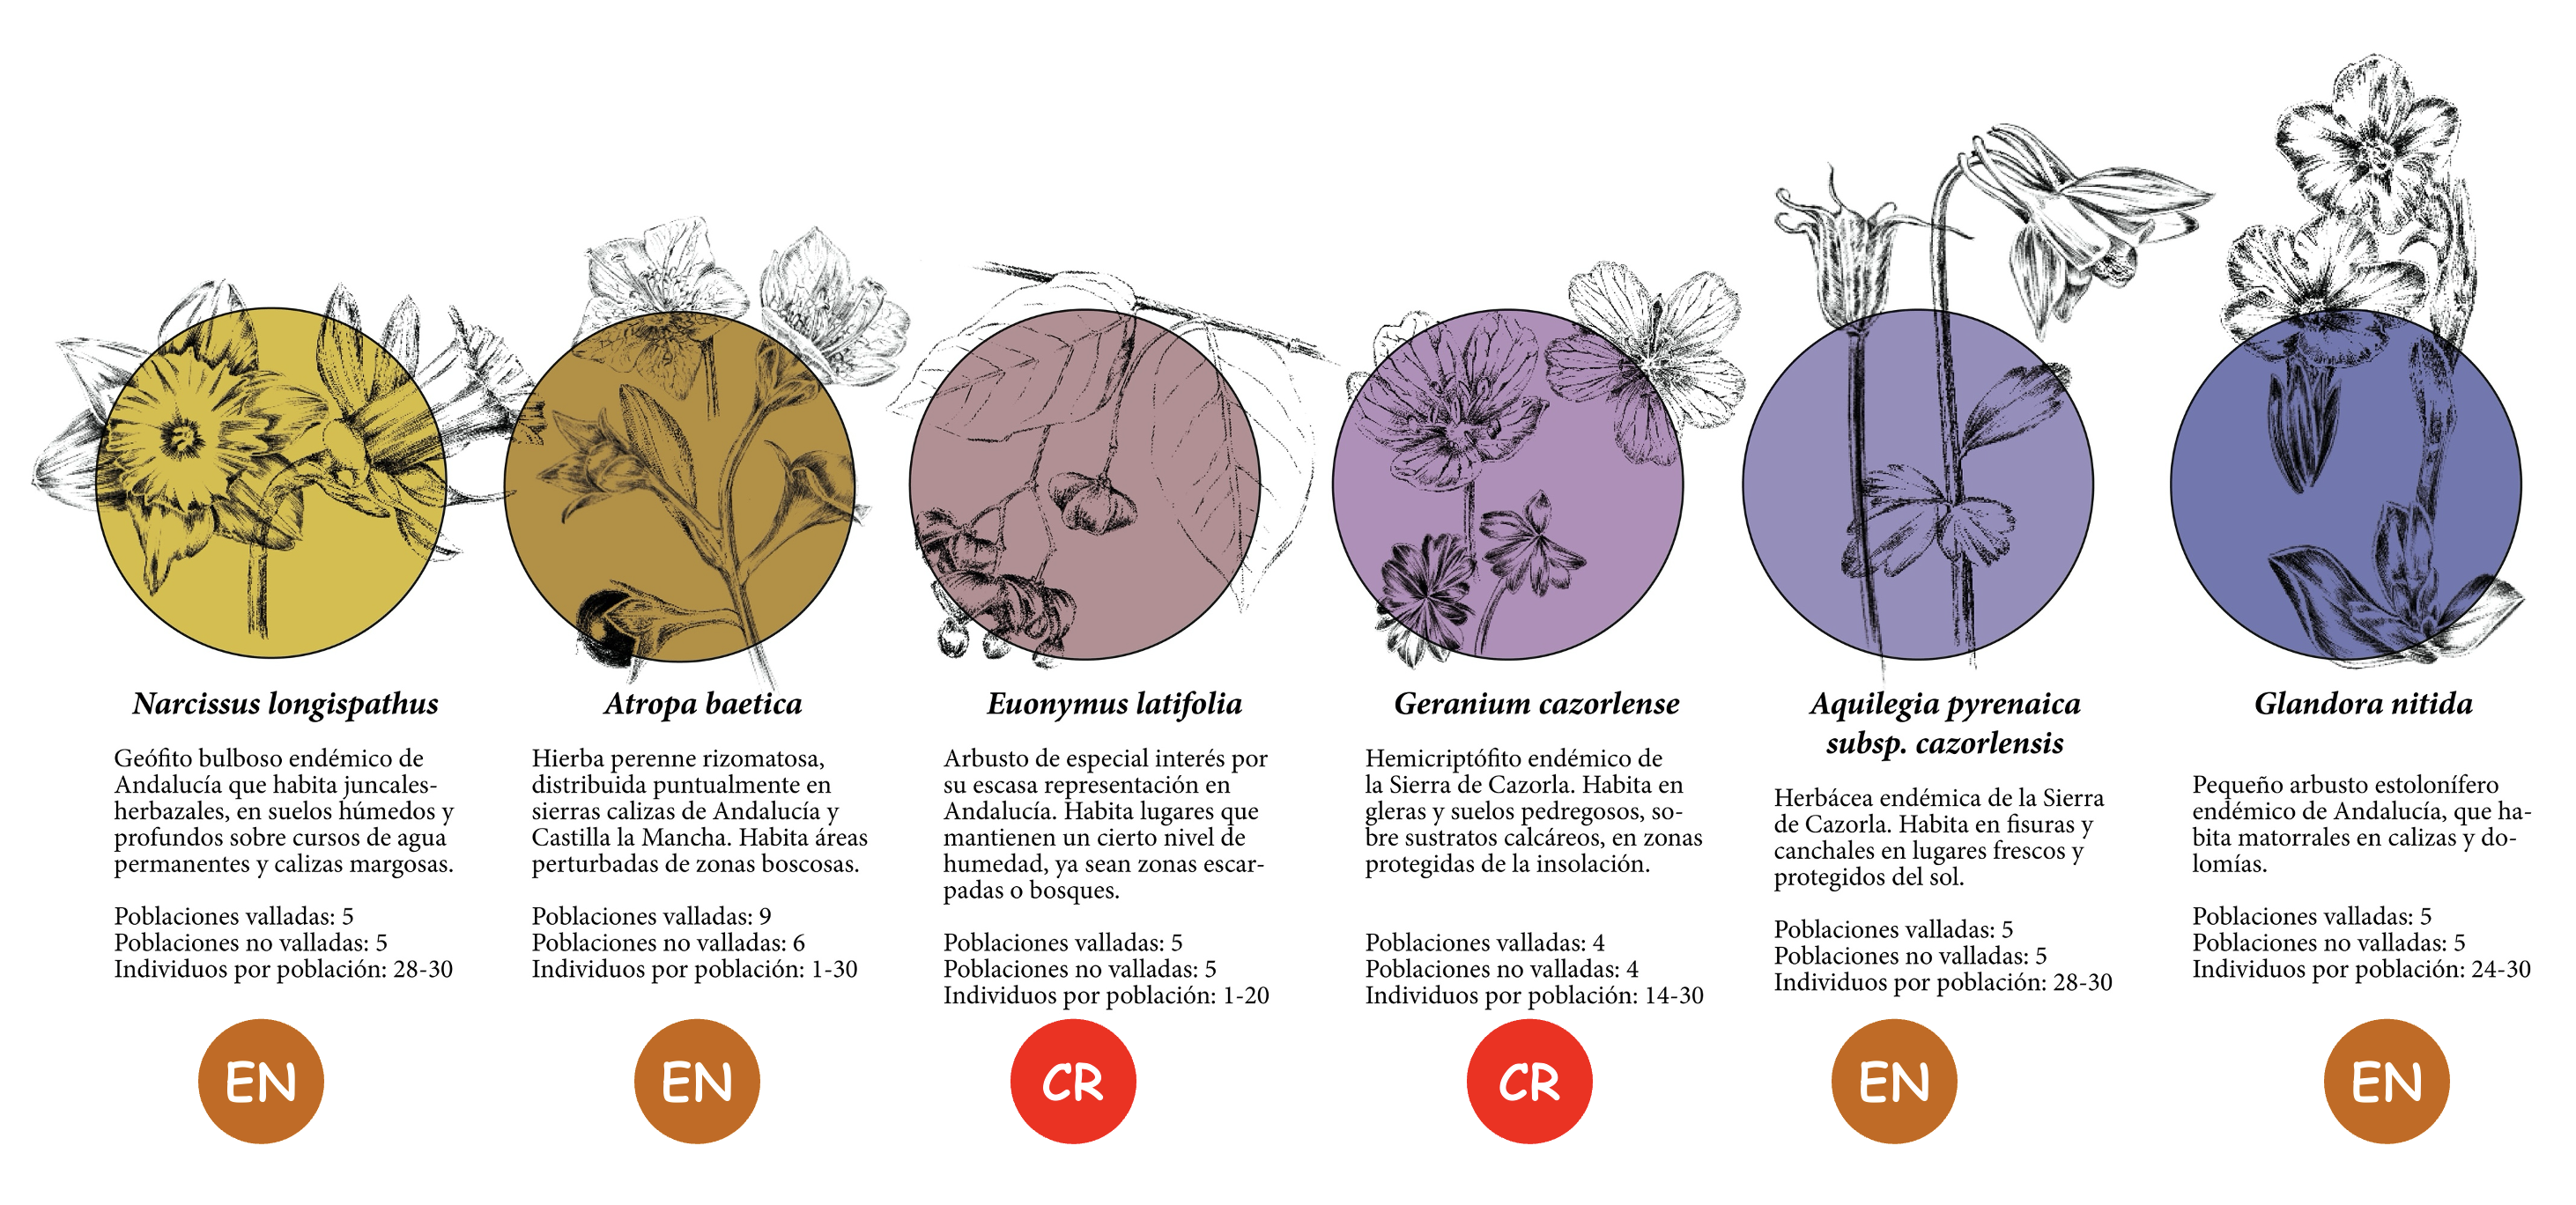 Narcissus longispathus
Geófito bulboso endémico de
Andalucía que habita juncales-
herbazales, en suelos húmedos y
profundos sobre cursos de agua
permanentes y calizas margosas.
Poblaciones valladas: 5
Poblaciones no valladas: 5
Individuos por población: 28-30
EN
Atropa baetica
Hierba perenne rizomatosa,
distribuida puntualmente en
sierras calizas de Andalucía y
Castilla la Mancha. Habita áreas
perturbadas de zonas boscosas.
Poblaciones valladas: 9
Poblaciones no valladas: 6
Individuos por población: 1-30
EN
Euonymus latifolia
Arbusto de especial interés por
su escasa representación en
Andalucía. Habita lugares que
mantienen un cierto nivel de
humedad, ya sean zonas escar-
padas o bosques.
Poblaciones valladas: 5
Poblaciones no valladas: 5
Individuos por población: 1-20
CR
Geranium cazorlense
Hemicriptófito endémico de
la Sierra de Cazorla. Habita en
gleras y suelos pedregosos, so-
bre sustratos calcáreos, en zonas
protegidas de la insolación.
Poblaciones valladas: 4
Poblaciones no valladas: 4
Individuos por población: 14-30
CR
Aquilegia pyrenaica
subsp. cazorlensis
Herbácea endémica de la Sierra
de Cazorla. Habita en fisuras y
canchales en lugares frescos y
protegidos del sol.
Poblaciones valladas: 5
Poblaciones no valladas: 5
Individuos por población: 28-30
EN
Glandora nitida
Pequeño arbusto estolonífero
endémico de Andalucía, que ha-
bita matorrales en calizas y do-
lomías.
Poblaciones valladas: 5
Poblaciones no valladas: 5
Individuos por población: 24-30
EN